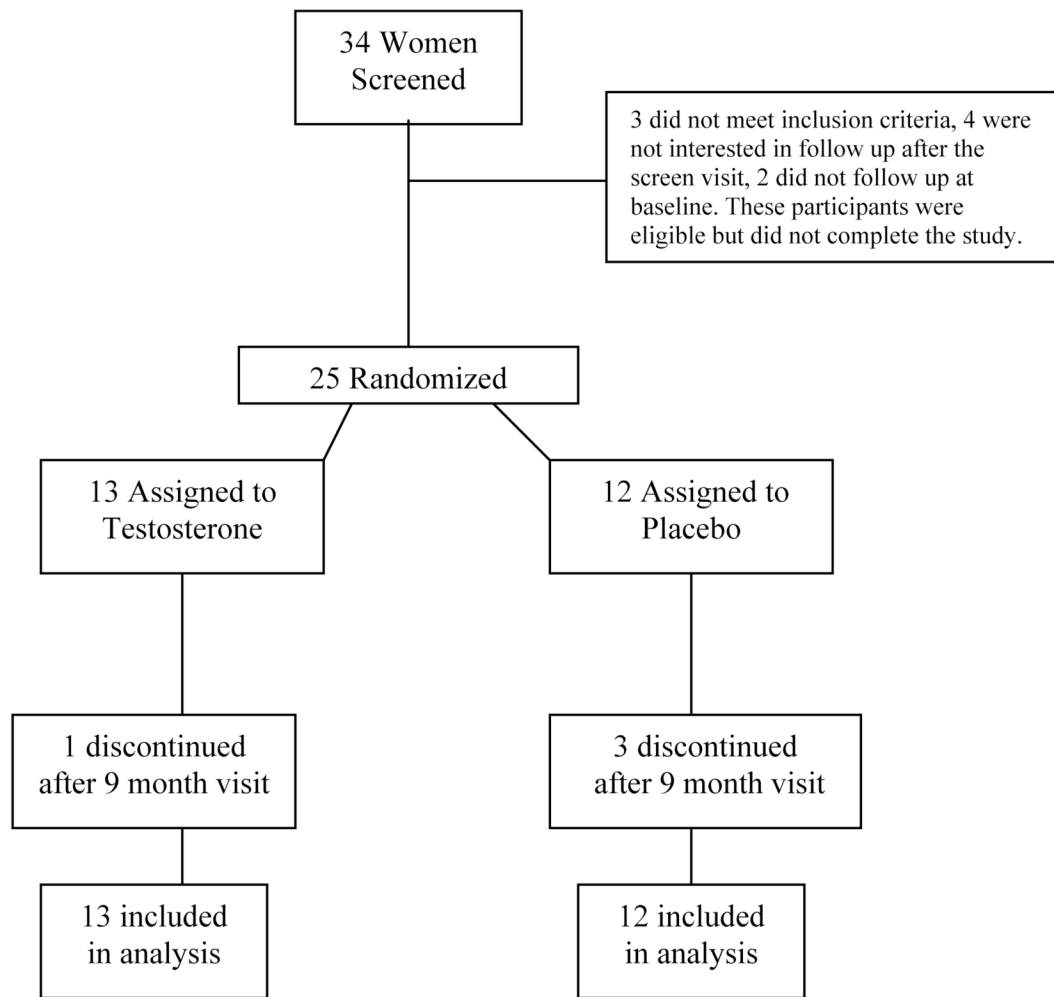 34 Women
Screened
3 did not meet inclusion criteria, 4 were
not interested in follow up after the
screen visit, 2 did not follow up at
baseline. These participants were
eligible but did not complete the study.
25 Randomized
13 Assigned to
Testosterone
12 Assigned to
Placebo
1 discontinued
after 9 month visit
3 discontinued
after 9 month visit
13 included
in analysis
12 included
in analysis